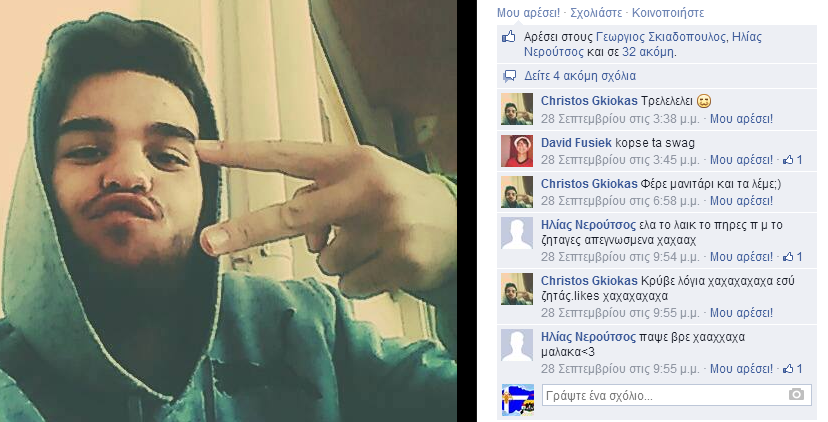 Μου αρέσει! · Σχολιάστε · Κοινοποιήστε
Αρέσει στους Γεωργιος Σκιαδοπουλος, Ηλίας
Νερούτσος και σε 32 ακόμη.
Δείτε 4 ακόμη σχόλια
Christos Gkiokas Τρελελελει
28 Σεπτεμβρίου στις 3:38 μ.μ. · Μου αρέσει!
David Fusiek kopse ta swag
28 Σεπτεμβρίου στις 3:45 μ.μ. · Μου αρέσει! · 1
Christos Gkiokas Φέρε μανιτάρι και τα λέμε;)
28 Σεπτεμβρίου στις 6:58 μ.μ. · Μου αρέσει!
Ηλίας Νερούτσος ελα το λαικ το πηρες π μ το
ζηταγες απεγνωσμενα χαχααχ
28 Σεπτεμβρίου στις 9:54 μ.μ. · Μου αρέσει! · 1
Christos Gkiokas Κρύβε λόγια χαχαχαχαχα εσύ
ζητάς.likes χαχαχαχαχα
28 Σεπτεμβρίου στις 9:55 μ.μ. · Μου αρέσει!
Ηλίας Νερούτσος παψε βρε χααχχαχα
μαλακα<3
28 Σεπτεμβρίου στις 9:55 μ.μ. · Μου αρέσει! · 1
Γράψτε ένα σχόλιο...